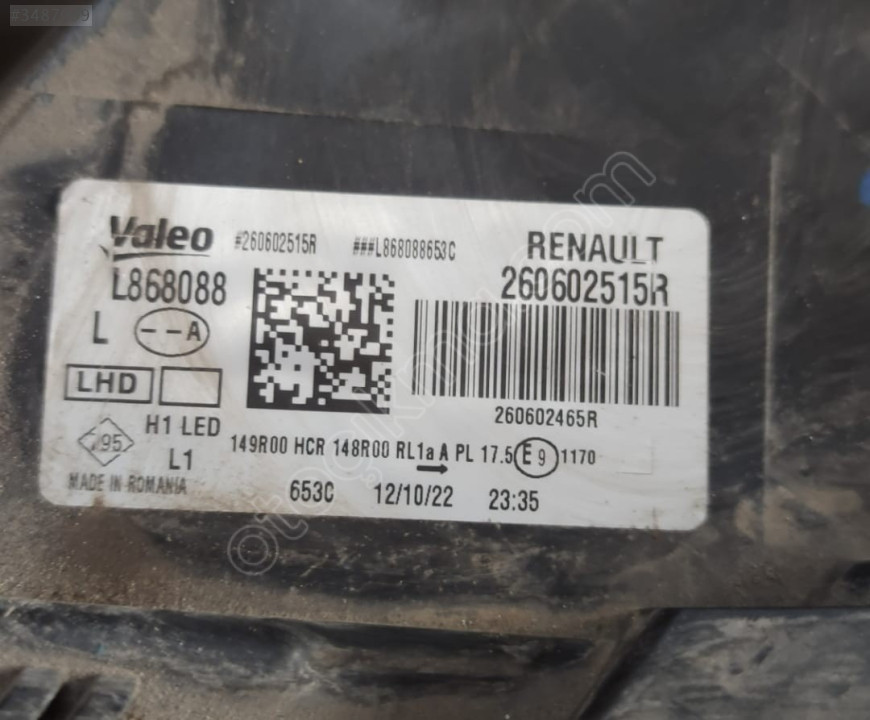 Valeo #260602515R ###L868088653C RENAULT
L868088 260602515R
L --A
LHD
260602465R
H1 LED
149R00 HCR 148R00 RL1a A PL 17.5 E9 1170
L1
MADE IN ROMANIA
653C 12/10/22 23:35